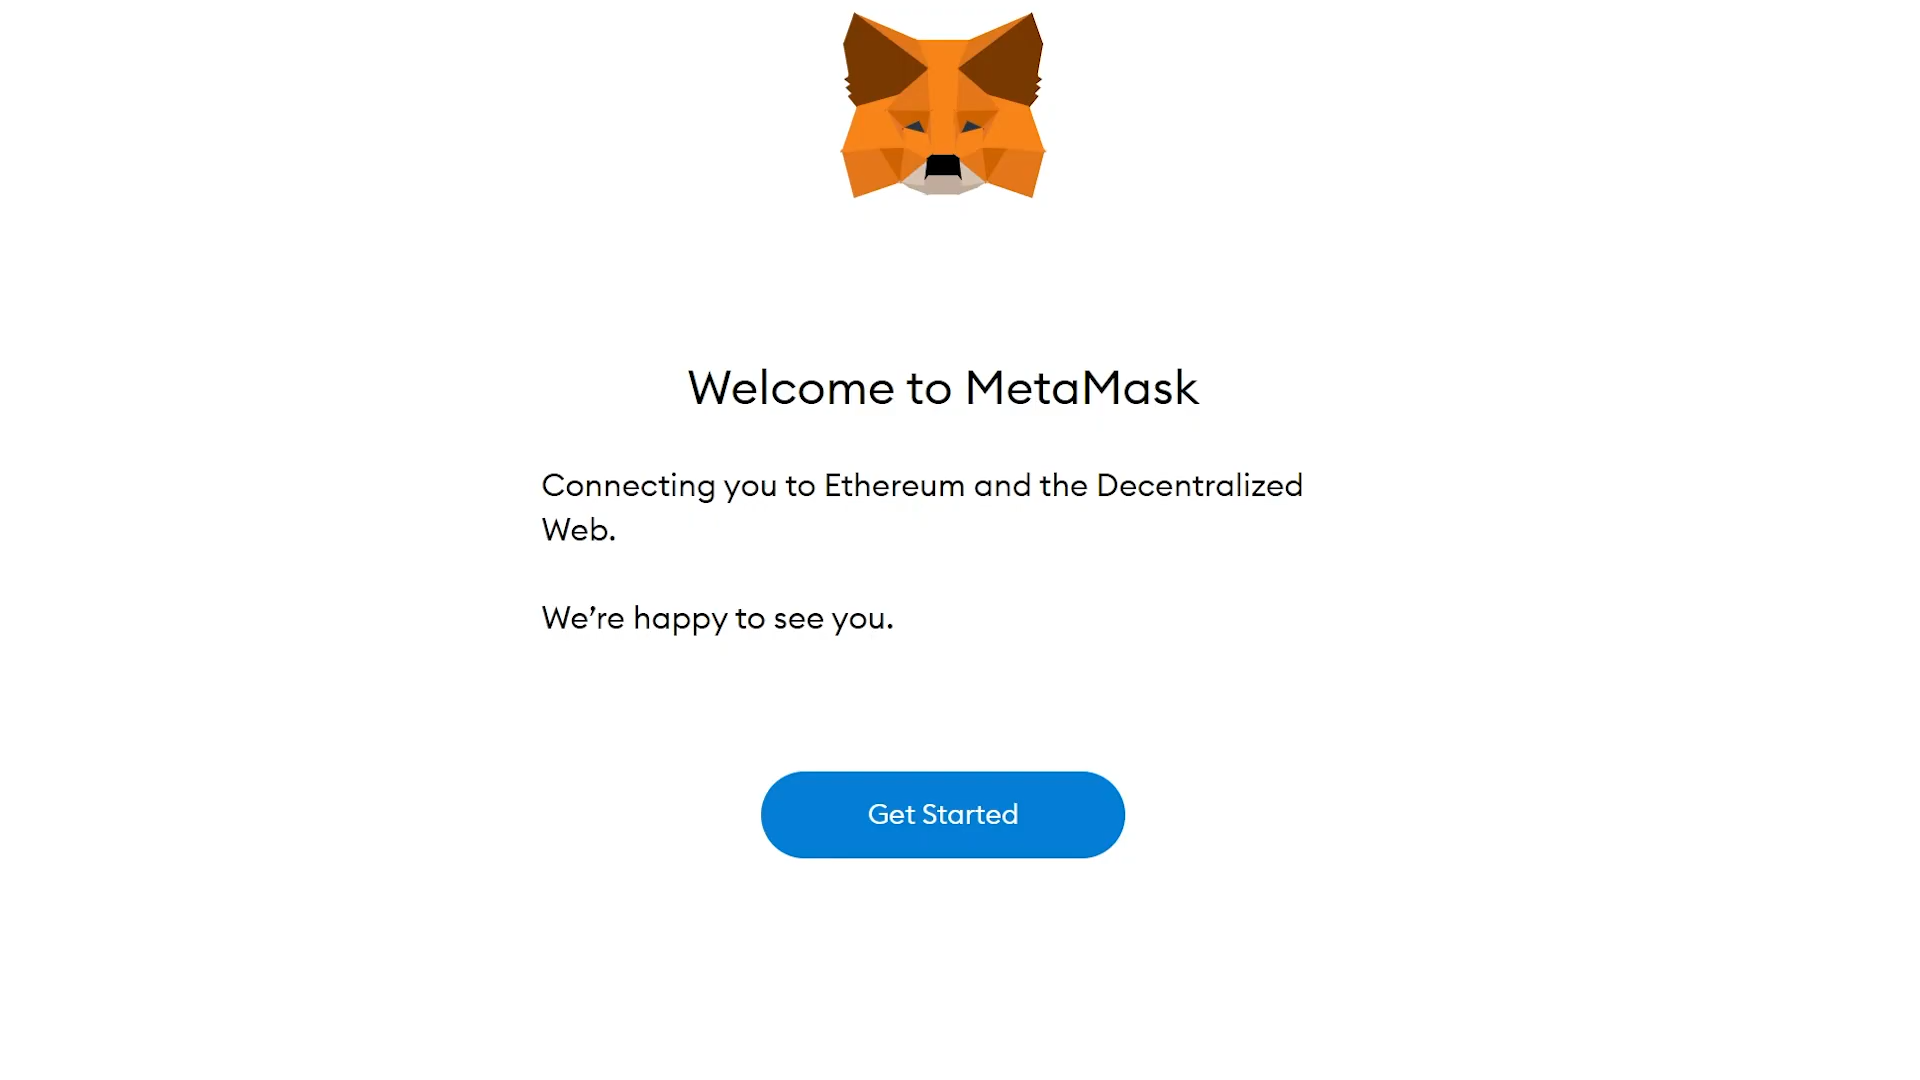 Welcome to MetaMask
Connecting you to Ethereum and the Decentralized
Web.
We’re happy to see you.
Get Started